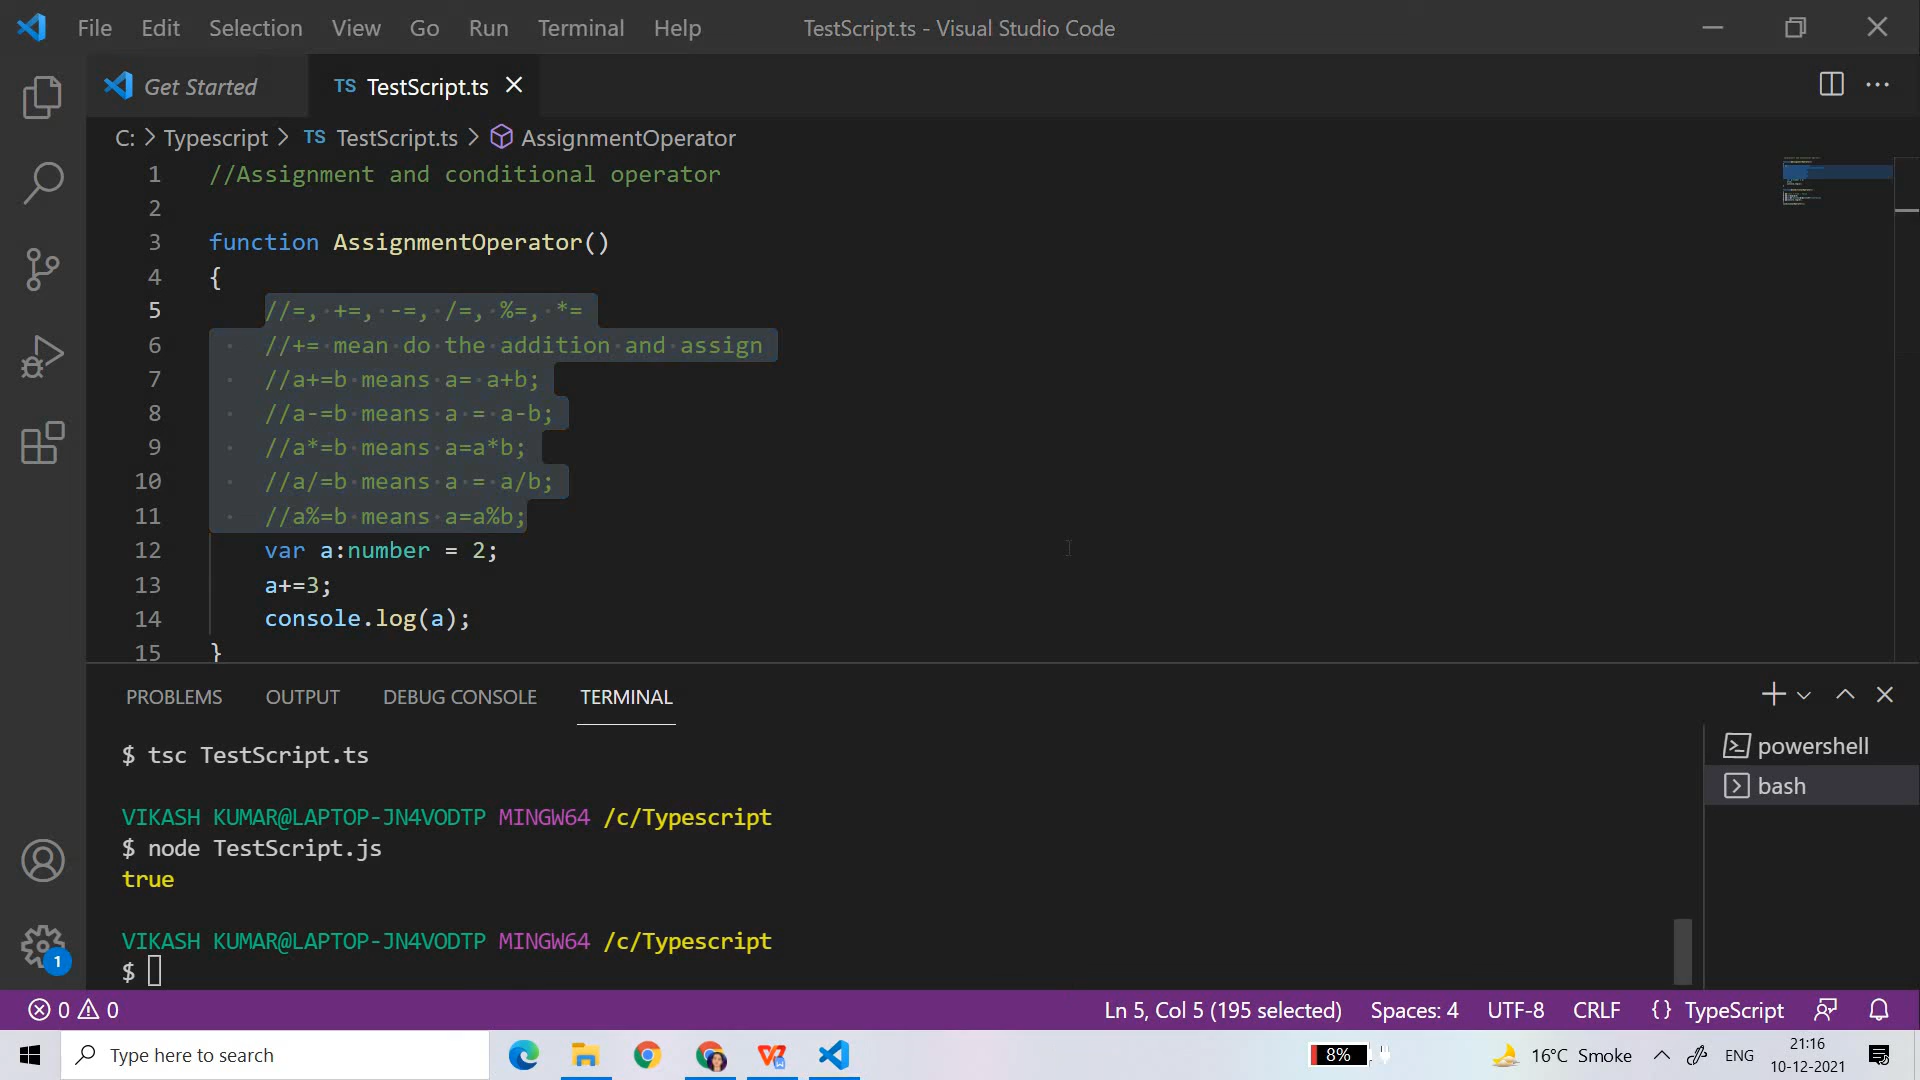 File Edit Selection View Go Run Terminal Help TestScript.ts - Visual Studio Code
Get Started TS TestScript.ts
C: > Typescript > TS TestScript.ts > AssignmentOperator
1 //Assignment and conditional operator
2
3 function AssignmentOperator()
4 {
5 //=, +=, -=, /=, %=, *=
6 //+= mean do the addition and assign
7 //a+=b means a= a+b;
8 //a-=b means a = a-b;
9 //a*=b means a=a*b;
10 //a/=b means a = a/b;
11 //a%=b means a=a%b;
12 var a:number = 2;
13 a+=3;
14 console.log(a);
15 }
PROBLEMS OUTPUT DEBUG CONSOLE TERMINAL
$ tsc TestScript.ts
VIKASH KUMAR@LAPTOP-JN4VODTP MINGW64 /c/Typescript
$ node TestScript.js
true
VIKASH KUMAR@LAPTOP-JN4VODTP MINGW64 /c/Typescript
$
powershell
bash
1
0 0 Ln 5, Col 5 (195 selected) Spaces: 4 UTF-8 CRLF {} TypeScript
Type here to search 8% 16°C Smoke ENG 21:16
10-12-2021